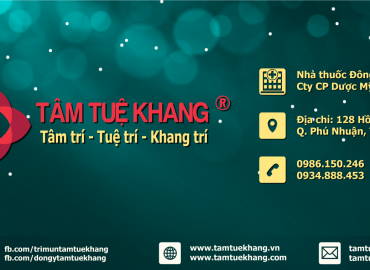 TÂM TUỆ KHANG ®
Tâm trí - Tuệ trí - Khang trí
Nhà thuốc Đông
Cty CP Dược Mỹ
Địa chỉ: 128 Hồ
Q. Phú Nhuận,
0986.150.246
0934.888.453
fb.com/trimuntamtuekhang
fb.com/dongytamtuekhang
www.tamtuekhang.vn
www.tamtuekhang.com